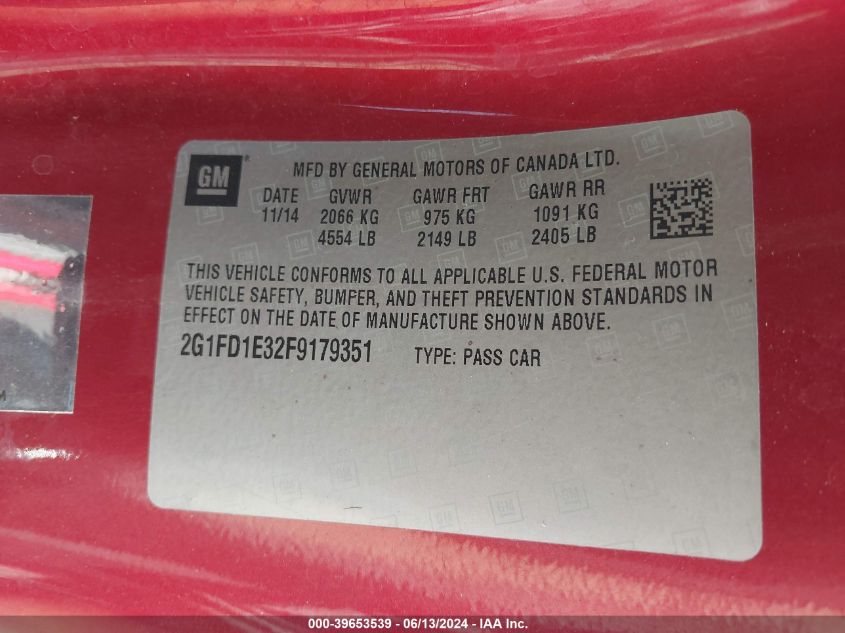 GM ® MFD BY GENERAL MOTORS OF CANADA LTD.
DATE GVWR GAWR FRT GAWR RR
11/14 2066 KG 975 KG 1091 KG
4554 LB 2149 LB 2405 LB
THIS VEHICLE CONFORMS TO ALL APPLICABLE U.S. FEDERAL MOTOR
VEHICLE SAFETY, BUMPER, AND THEFT PREVENTION STANDARDS IN
EFFECT ON THE DATE OF MANUFACTURE SHOWN ABOVE.
2G1FD1E32F9179351 TYPE: PASS CAR
000-39653539 - 06/13/2024 - IAA Inc.